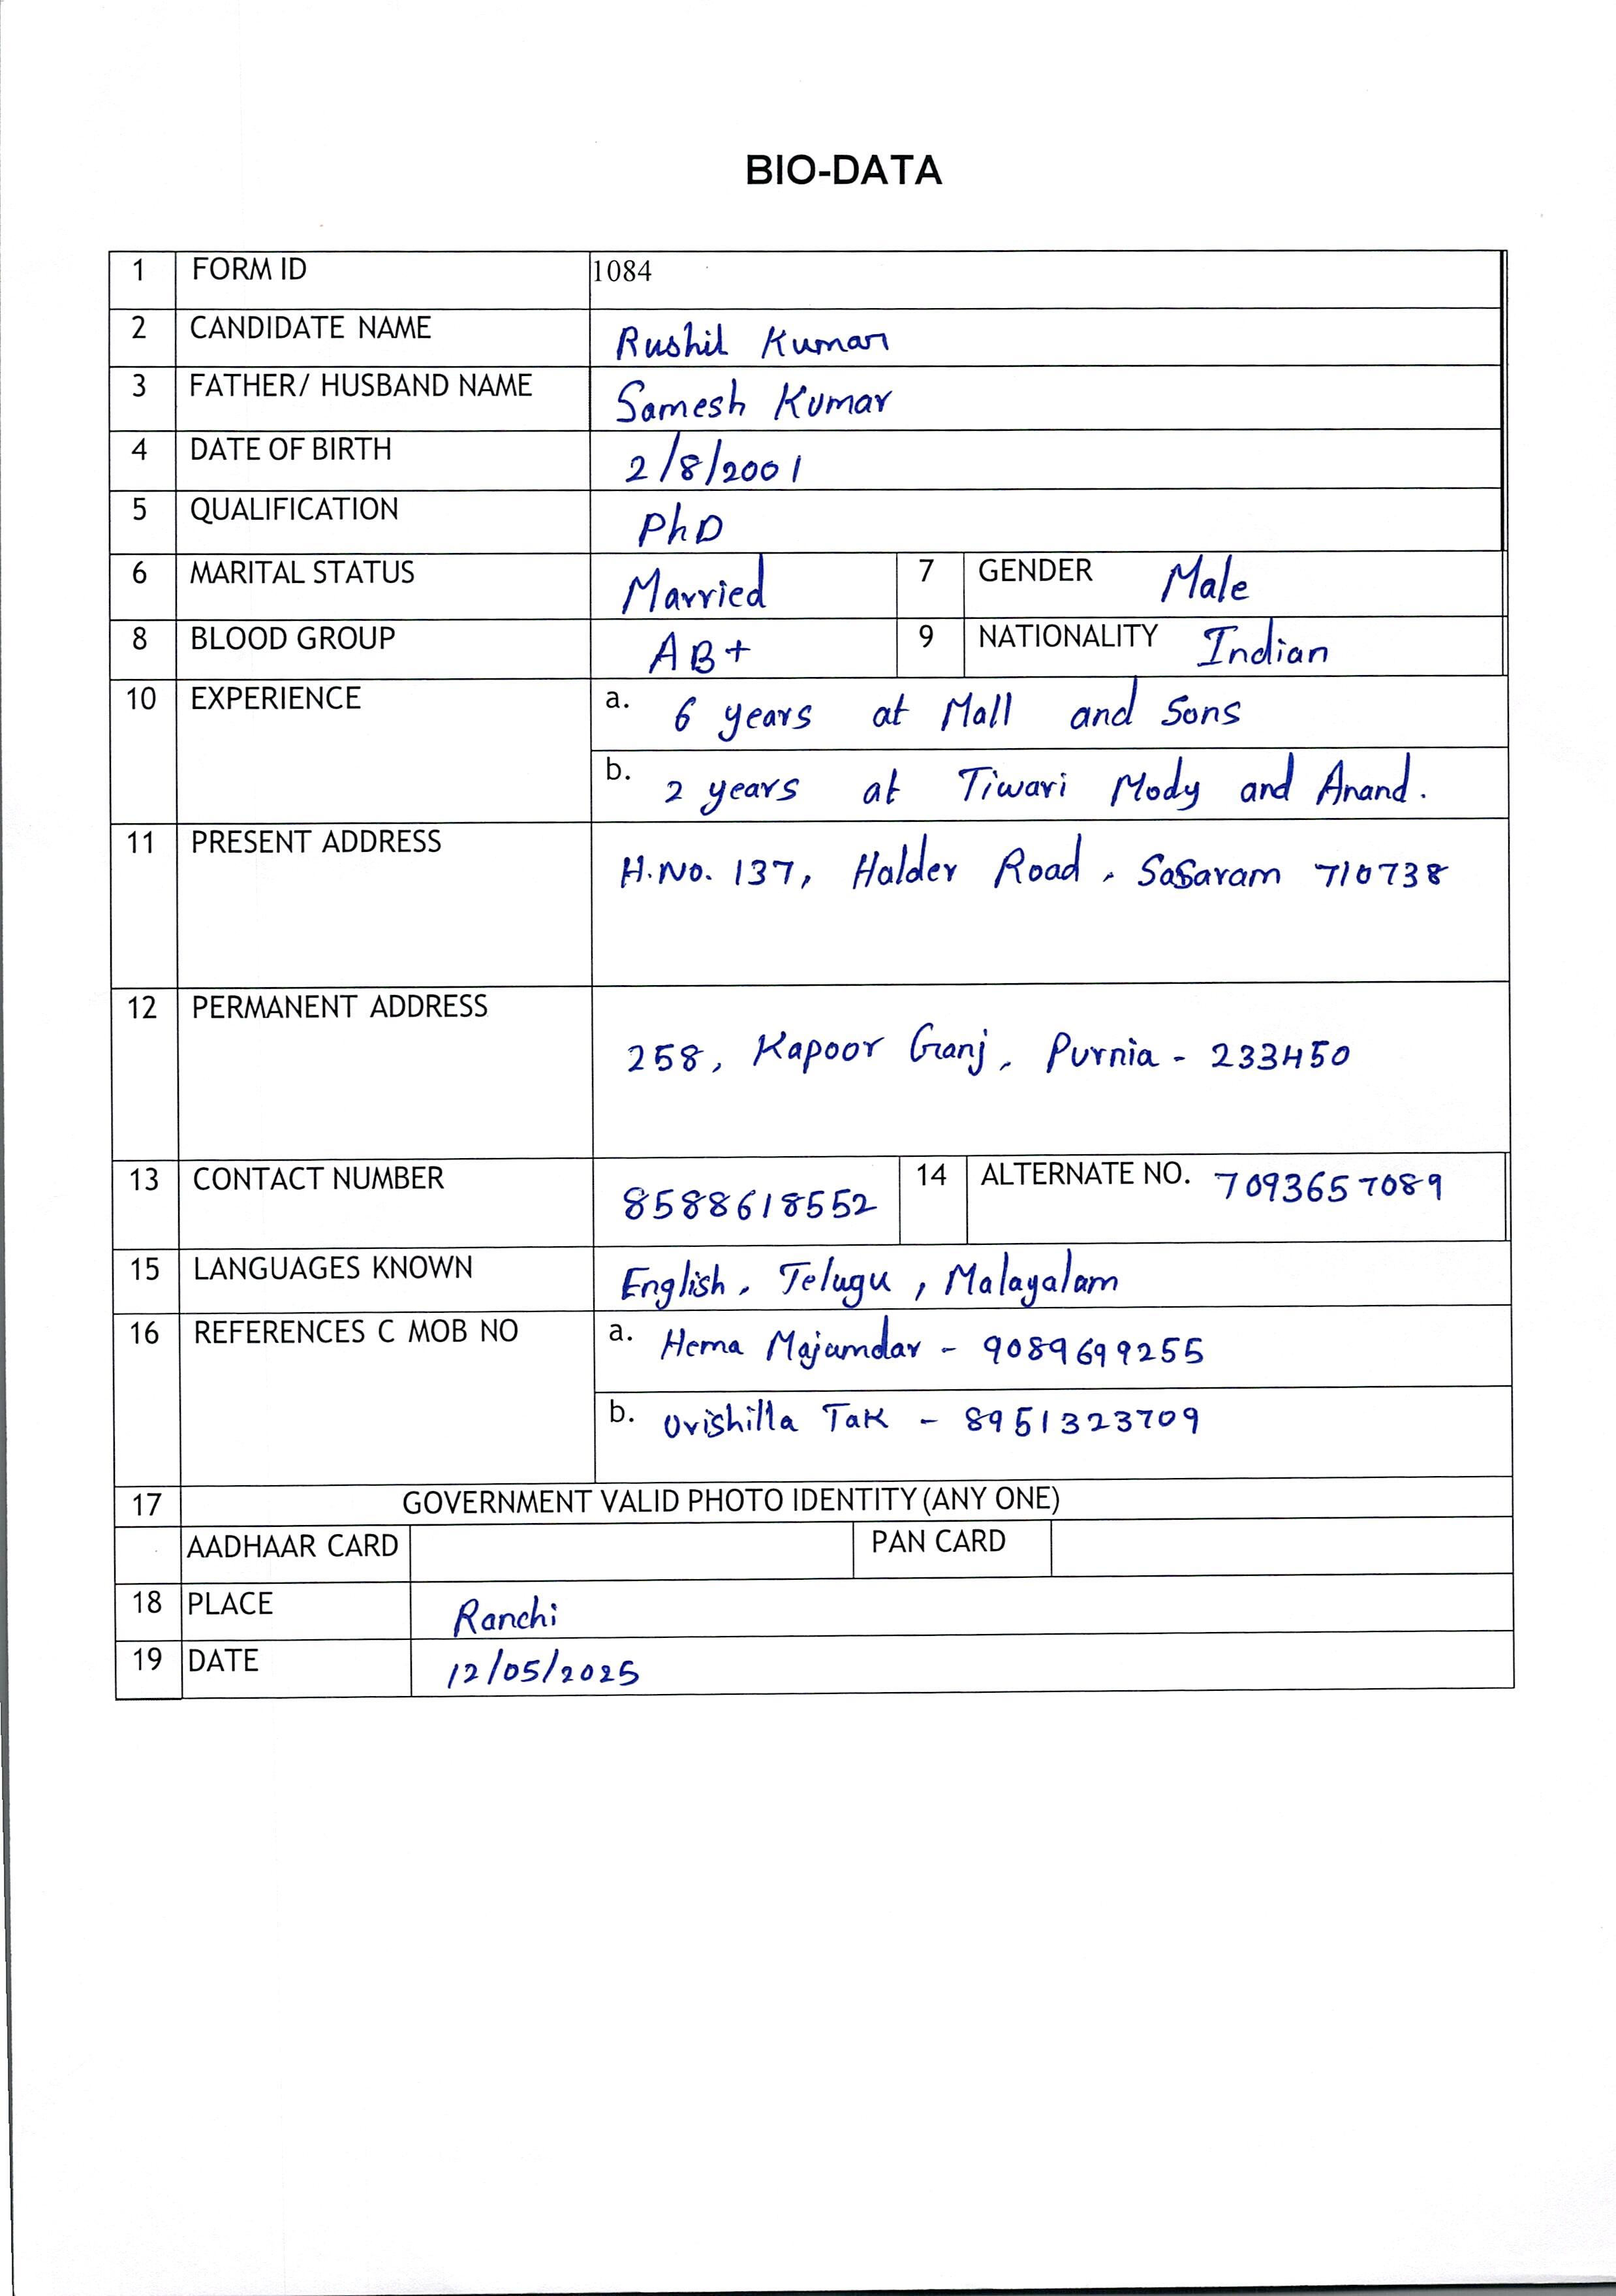 BIO-DATA
1 FORM ID 1084
2 CANDIDATE NAME Rushil Kumar
3 FATHER/ HUSBAND NAME Samesh Kumar
4 DATE OF BIRTH 2/8/2001
5 QUALIFICATION PhD
6 MARITAL STATUS Married 7 GENDER Male
8 BLOOD GROUP AB+ 9 NATIONALITY Indian
10 EXPERIENCE a. 6 years at Mall and Sons
b. 2 years at Tiwari Mody and Anand.
11 PRESENT ADDRESS H.No. 137, Halder Road, Sasaram 710738
12 PERMANENT ADDRESS 258, Kapoor Ganj, Purnia - 233450
13 CONTACT NUMBER 8588618552 14 ALTERNATE NO. 7093657089
15 LANGUAGES KNOWN English, Telugu, Malayalam
16 REFERENCES C MOB NO a. Hema Majumdar - 9089699255
b. Urishilla Tak - 8951323709
17 GOVERNMENT VALID PHOTO IDENTITY (ANY ONE)
AADHAAR CARD PAN CARD
18 PLACE Ranchi
19 DATE 12/05/2025